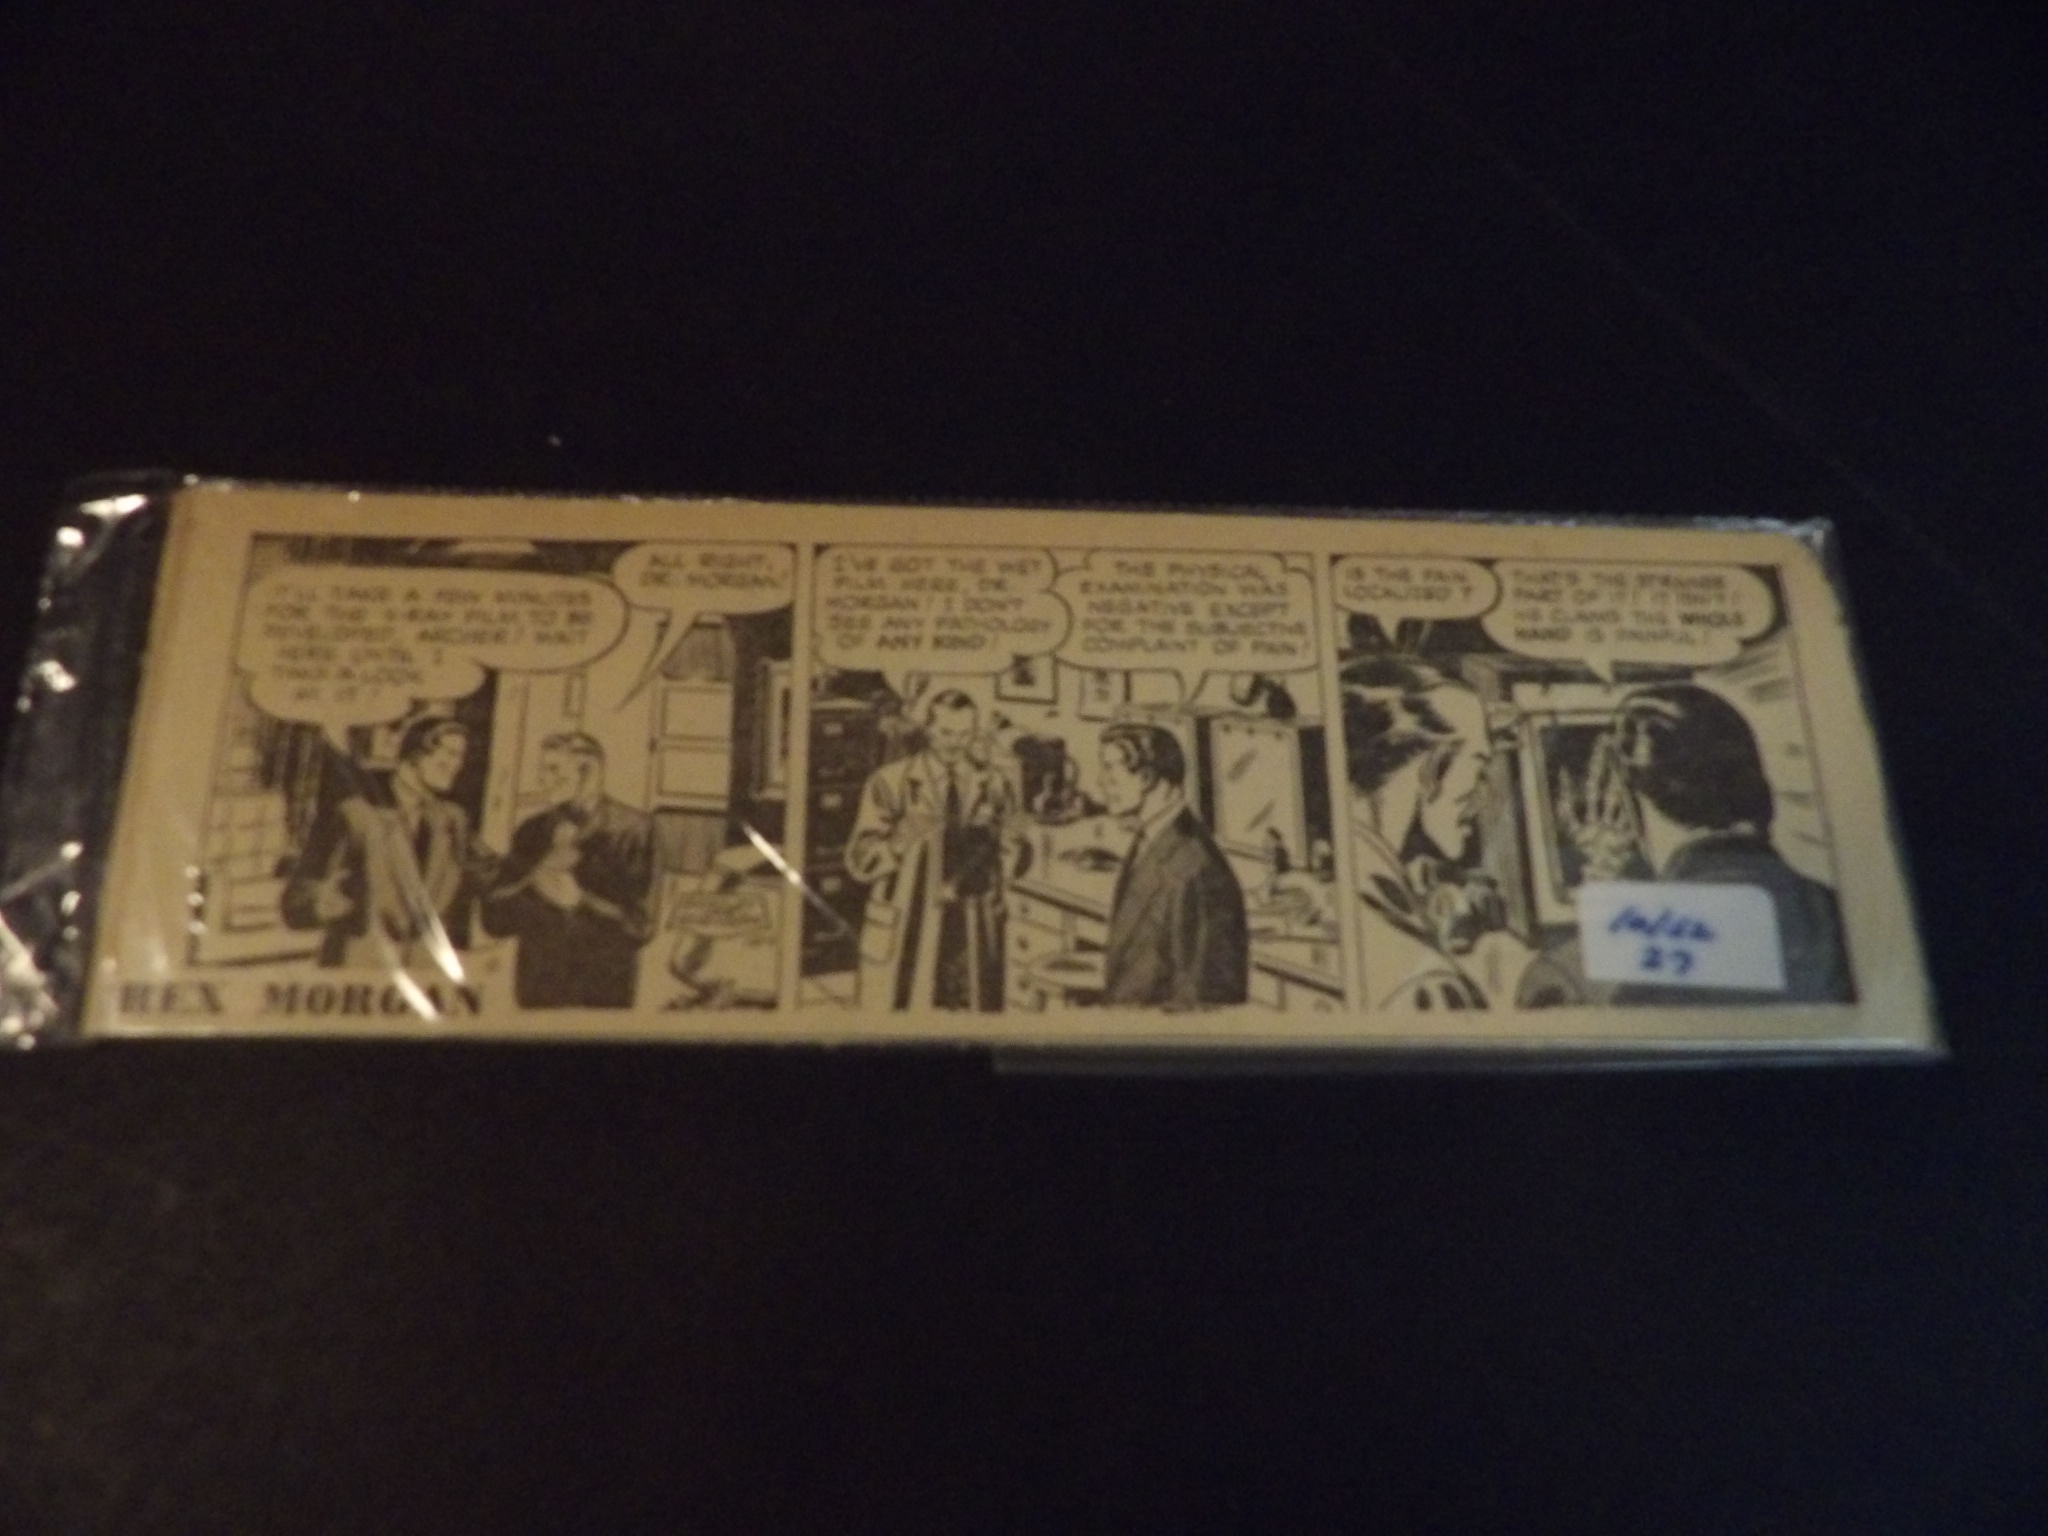 IT'LL TAKE A FEW MINUTES
FOR THE X-RAY FILM TO BE
DEVELOPED, ARCHER! WAIT
HERE UNTIL I
TAKE A LOOK
AT IT!
ALL RIGHT,
DR. MORGAN!
I'VE GOT THE WET
FILM HERE, DR.
MORGAN! I DON'T
SEE ANY PATHOLOGY
OF ANY KIND!
THE PHYSICAL
EXAMINATION WAS
NEGATIVE EXCEPT
FOR THE SUBJECTIVE
COMPLAINT OF PAIN!
IS THE PAIN
LOCALIZED?
THAT'S THE STRANGE
PART OF IT! IT ISN'T!
HE CLAIMS THE WHOLE
HAND IS PAINFUL!
REX MORGAN
27